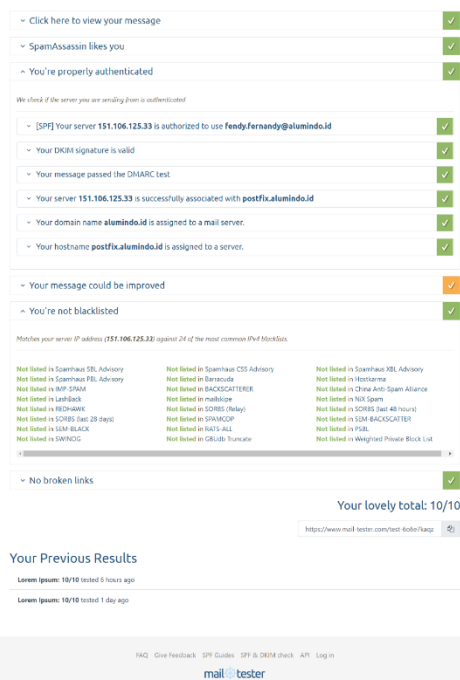 Click here to view your message
SpamAssassin likes you
You're properly authenticated
We check if the server you are sending from is authenticated
[SPF] Your server 151.106.125.33 is authorized to use fendy.fernandy@alumindo.id
Your DKIM signature is valid
Your message passed the DMARC test
Your server 151.106.125.33 is successfully associated with postfix.alumindo.id
Your domain name alumindo.id is assigned to a mail server.
Your hostname postfix.alumindo.id is assigned to a server.
Your message could be improved
You're not blacklisted
Matches your server IP address (151.106.125.33) against 24 of the most common IPv4 blocklists.
Not listed in Spamhaus SBL Advisory Not listed in Spamhaus CSS Advisory Not listed in Spamhaus XBL Advisory
Not listed in Spamhaus PBL Advisory Not listed in Barracuda Not listed in Hostkarma
Not listed in IMP-SPAM Not listed in BACKSCATTERER Not listed in China Anti-Spam Alliance
Not listed in LashBack Not listed in mailspike Not listed in NiX Spam
Not listed in REDHAWK Not listed in SORBS (Relay) Not listed in SORBS (last 48 hours)
Not listed in SORBS (last 28 days) Not listed in SPAMCOP Not listed in SEM-BACKSCATTER
Not listed in SEM-BLACK Not listed in RATS-ALL Not listed in PSBL
Not listed in SWINOG Not listed in GBUdb Truncate Not listed in Weighted Private Block List
No broken links
Your lovely total: 10/10
https://www.mail-tester.com/test-6o6e7kaqz
Your Previous Results
Lorem Ipsum: 10/10 tested 6 hours ago
Lorem Ipsum: 10/10 tested 1 day ago
FAQ Give Feedback SPF Guides SPF & DKIM check API Log in
mail tester